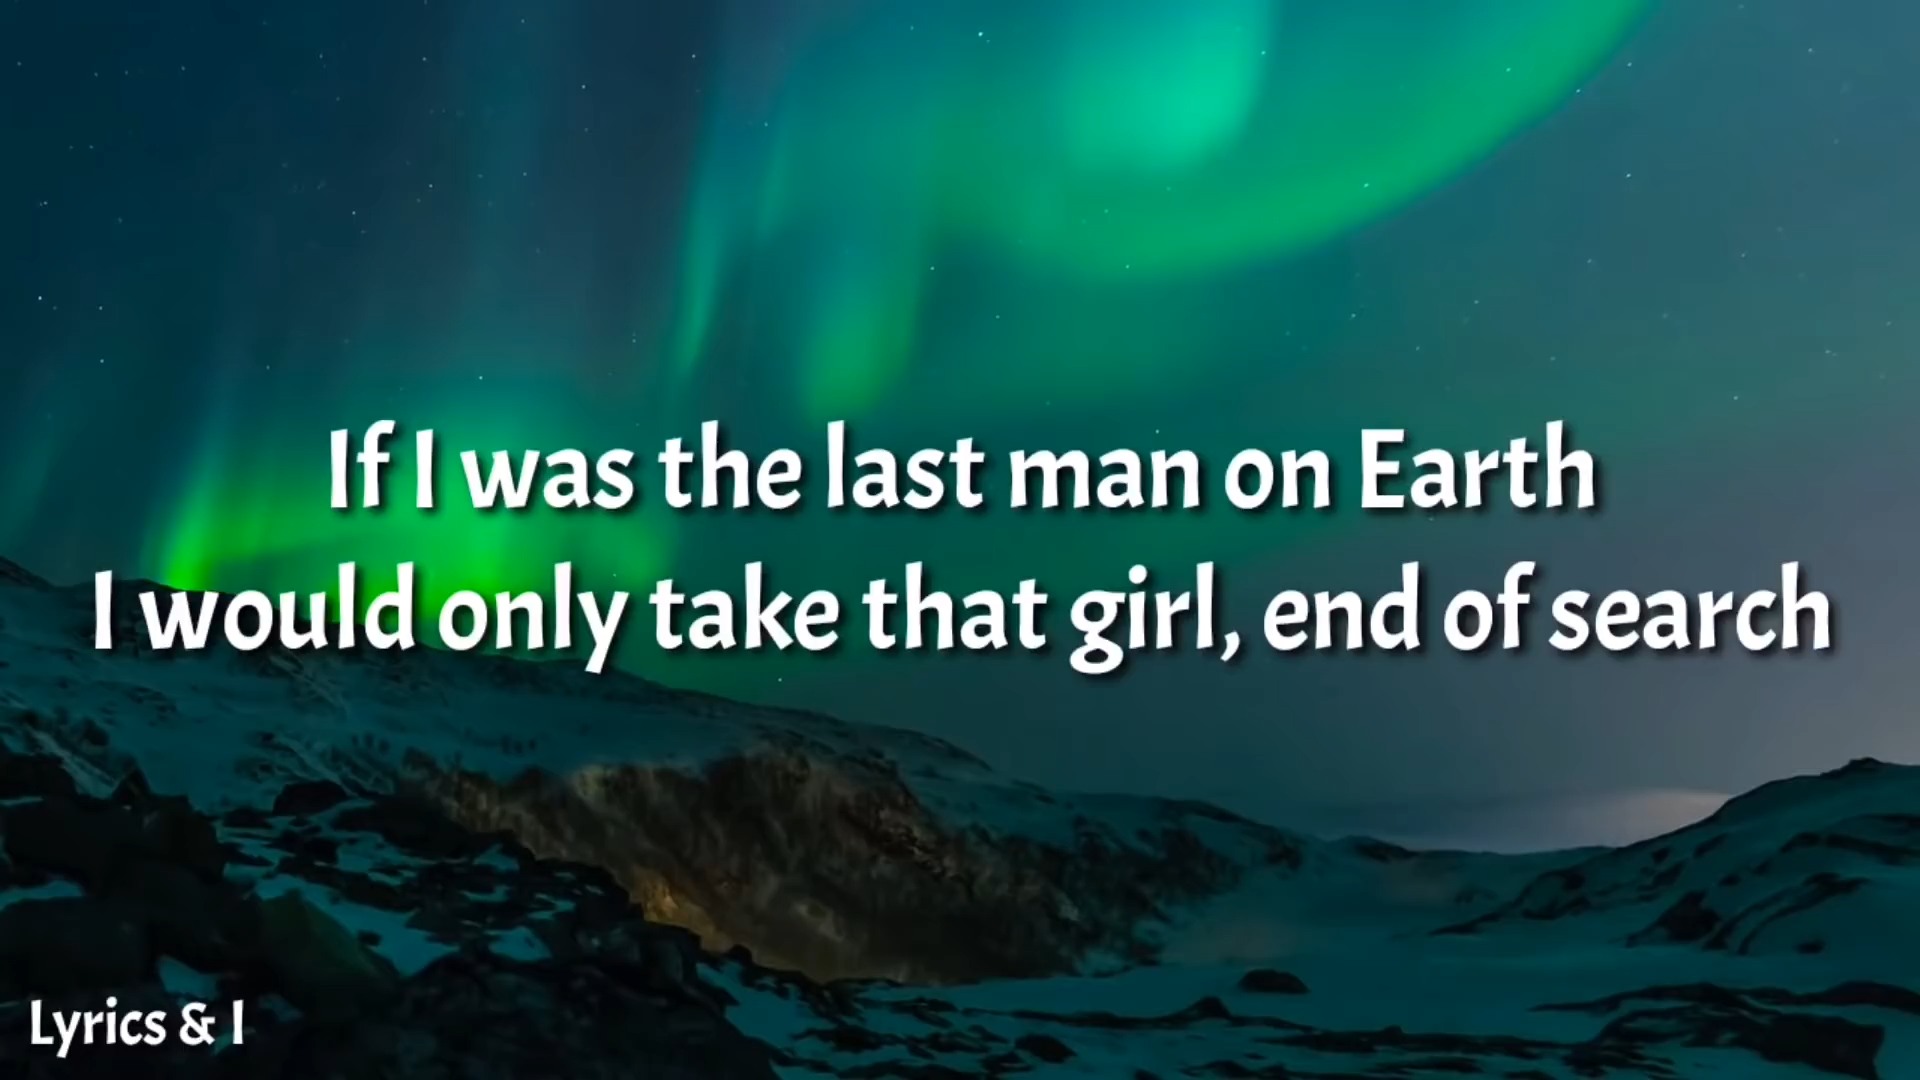 If I was the last man on Earth
I would only take that girl, end of search
Lyrics & I